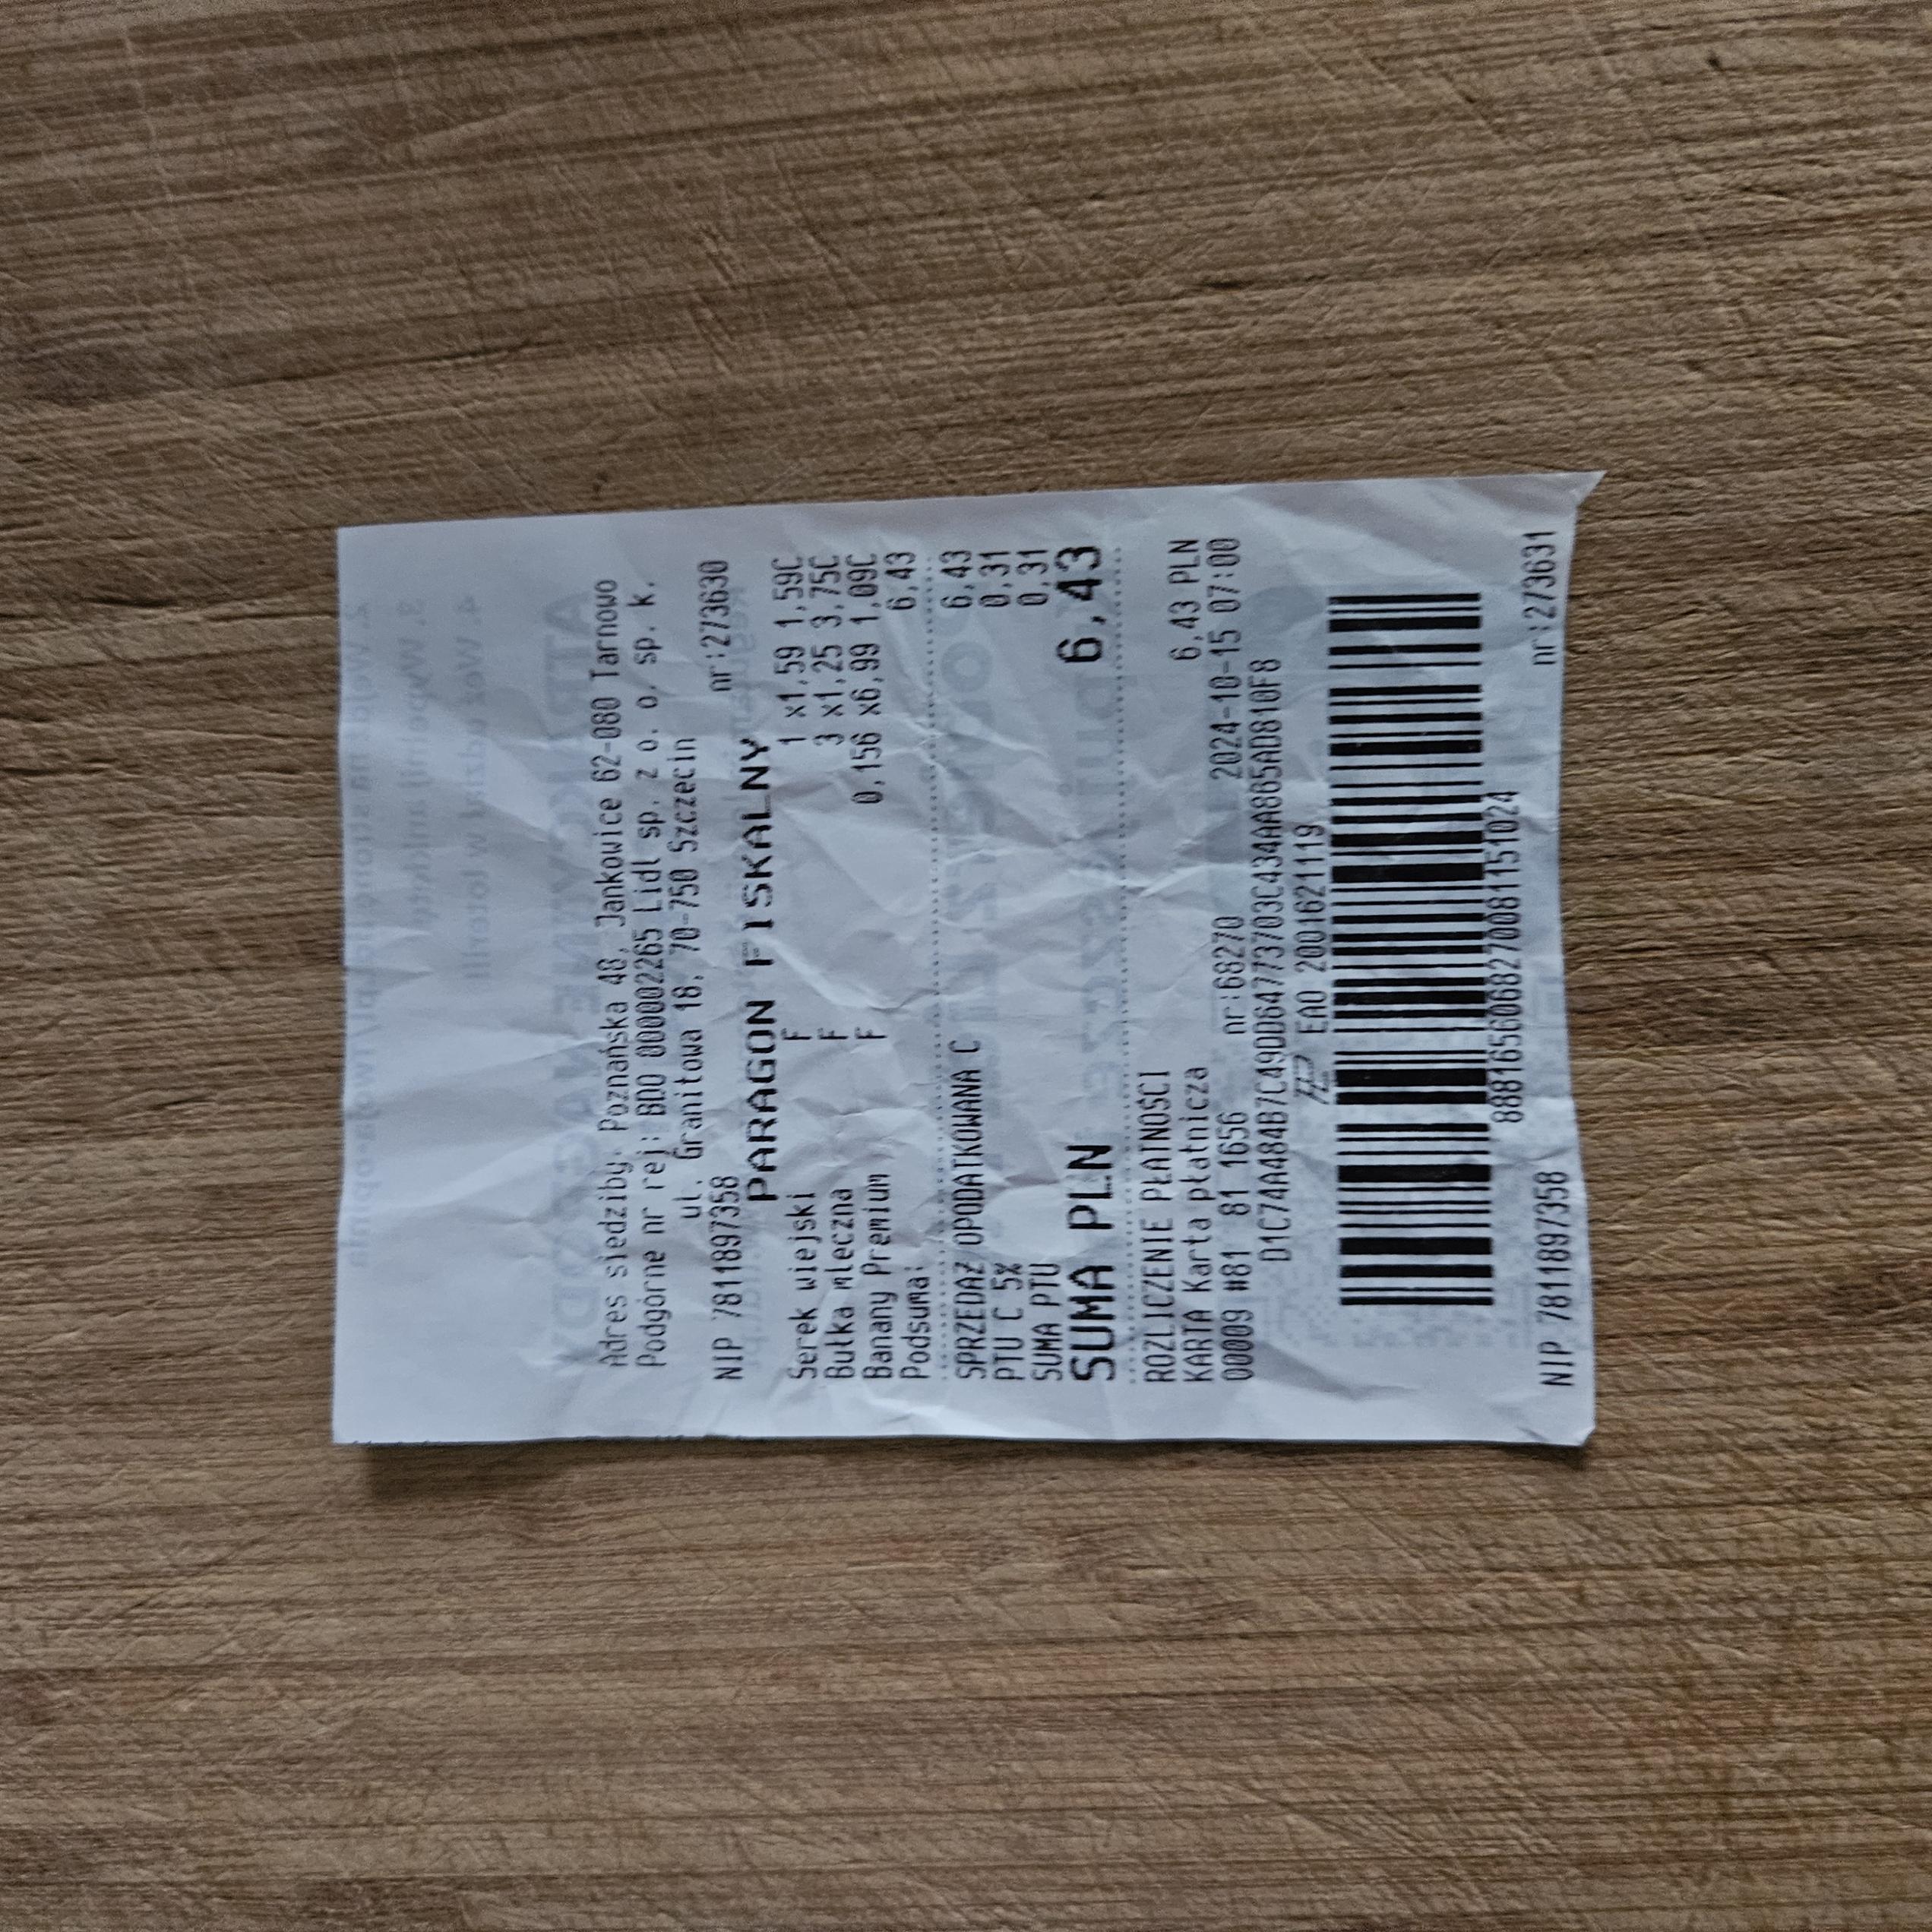 Adres siedziby: Poznańska 48, Jankowice 62-080 Tarnowo
Podgórne nr rej: BDO 000002265 Lidl sp. z o. o. sp. k.
ul. Granitowa 18, 70-750 Szczecin
NIP 7811897358 nr:273630
PARAGON FISKALNY
Serek wiejski F 1 x1,59 1,59C
Bułka mleczna F 3 x1,25 3,75C
Banany Premium F 0,156 x6,99 1,09C
Podsuma: 6,43
SPRZEDAŻ OPODATKOWANA C 6,43
PTU C 5% 0,31
SUMA PTU 0,31
SUMA PLN 6,43
ROZLICZENIE PŁATNOŚCI
KARTA Karta płatnicza 6,43 PLN
00009 #81 81 1656 nr:68270 2024-10-15 07:00
D1C74A484B7C49DD64773703C434AA865AD810F8
EAO 2001621119
8881656068270081151024
NIP 7811897358 nr:273631